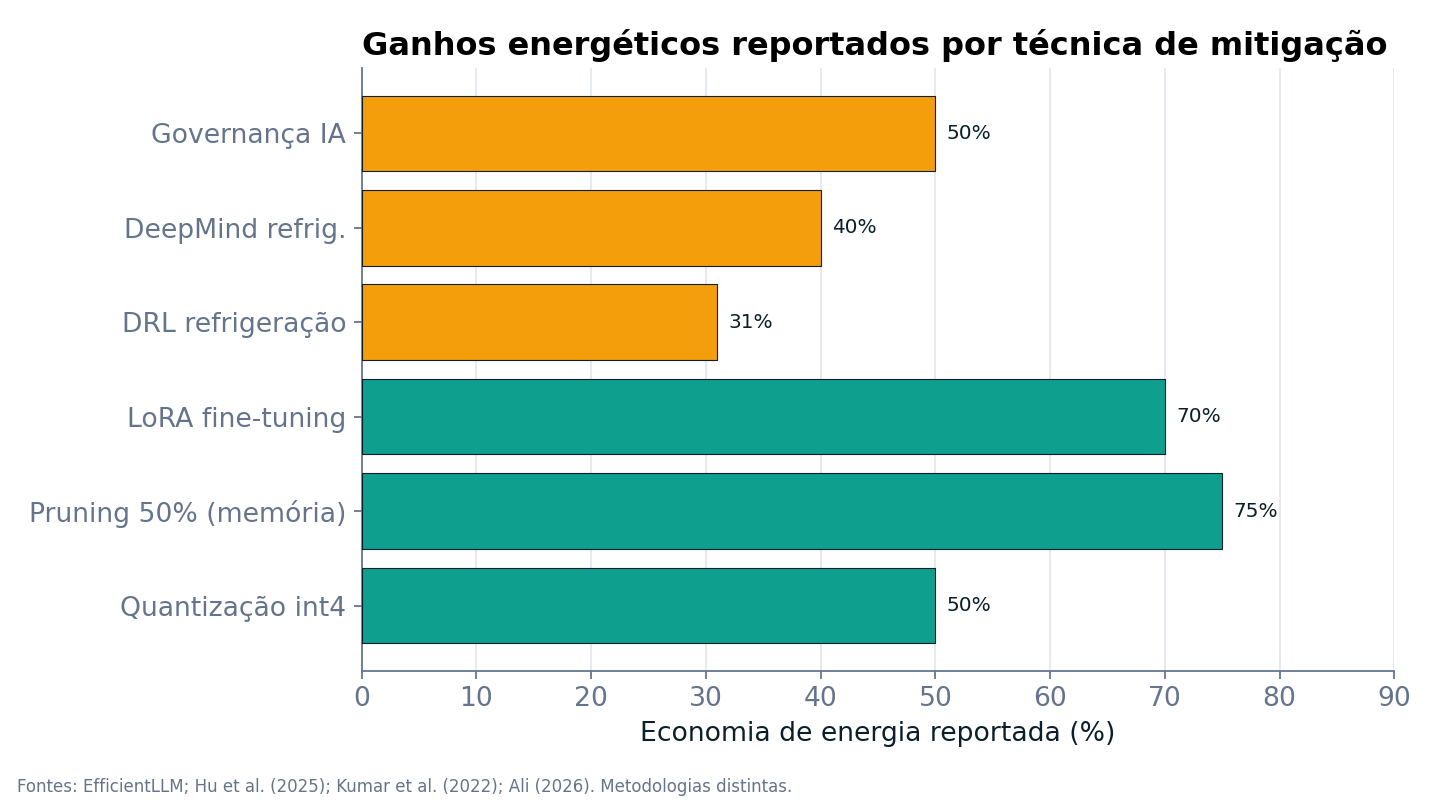 Ganhos energéticos reportados por técnica de mitigação
Governança IA
50%
DeepMind refrig.
40%
DRL refrigeração
31%
LoRA fine-tuning
70%
Pruning 50% (memória)
75%
Quantização int4
50%
0 10 20 30 40 50 60 70 80 90
Economia de energia reportada (%)
Fontes: EfficientLLM; Hu et al. (2025); Kumar et al. (2022); Ali (2026). Metodologias distintas.